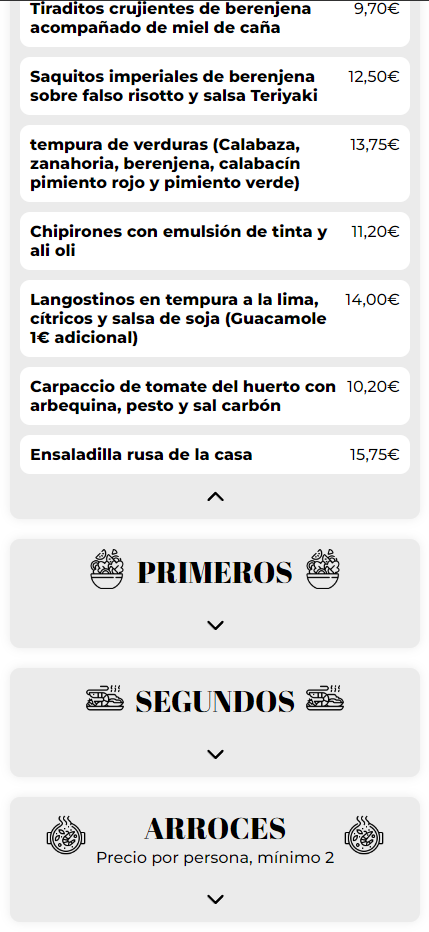 Tiraditos crujientes de berenjena 9,70€
acompañado de miel de caña
Saquitos imperiales de berenjena 12,50€
sobre falso risotto y salsa Teriyaki
tempura de verduras (Calabaza, 13,75€
zanahoria, berenjena, calabacín
pimiento rojo y pimiento verde)
Chipirones con emulsión de tinta y 11,20€
ali oli
Langostinos en tempura a la lima, 14,00€
cítricos y salsa de soja (Guacamole
1€ adicional)
Carpaccio de tomate del huerto con 10,20€
arbequina, pesto y sal carbón
Ensaladilla rusa de la casa 15,75€
PRIMEROS
SEGUNDOS
ARROCES
Precio por persona, mínimo 2